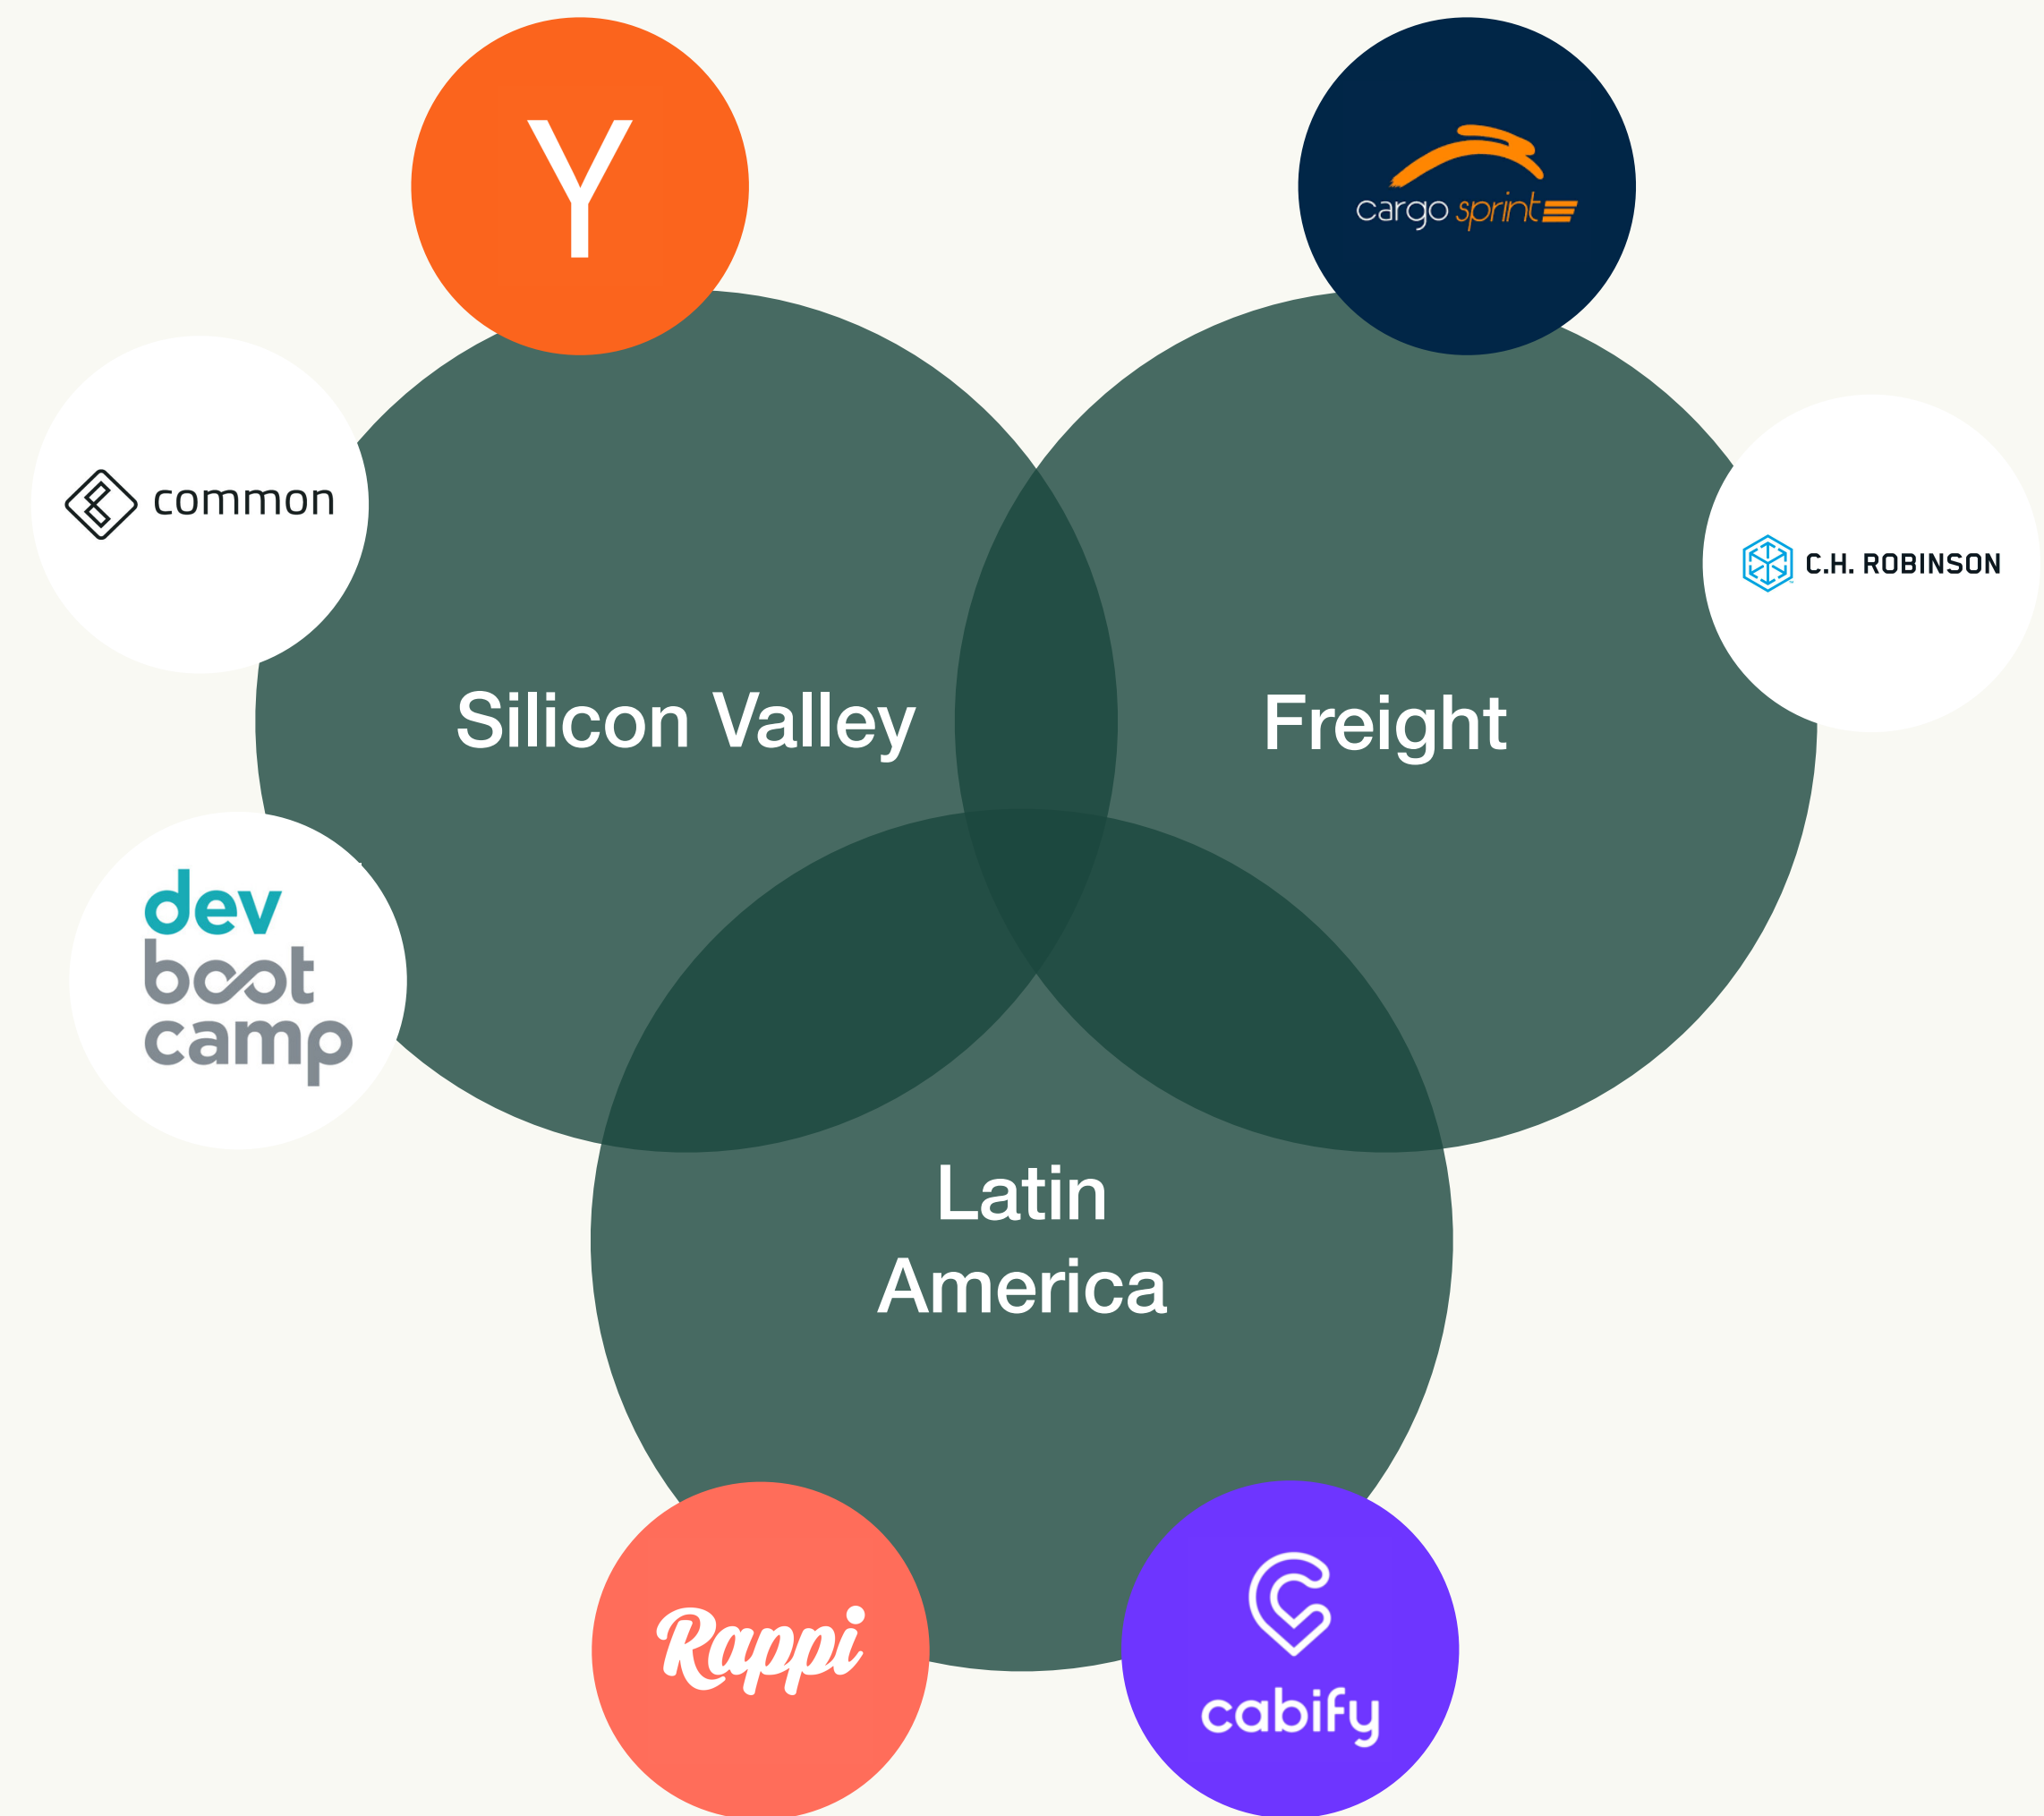 Y
cargo sprint
common
C.H. ROBINSON
Silicon Valley
Freight
dev
boot
camp
Latin
America
Rappi
cabify